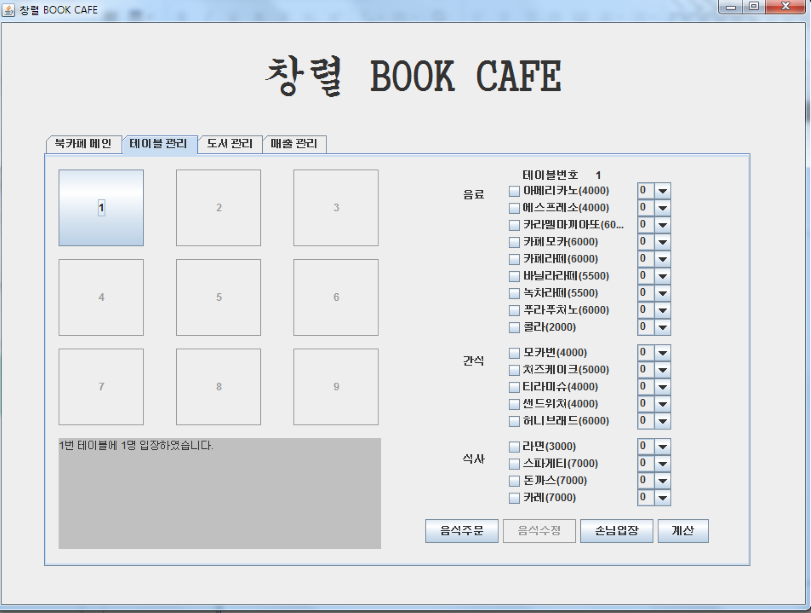 창렬 BOOK CAFE
창렬 BOOK CAFE
북카페 메인 테이블 관리 도서 관리 매출 관리
1 2 3
4 5 6
7 8 9
1번 테이블에 1명 입장하였습니다.
테이블번호 1
음료
아메리카노(4000) 0
에스프레소(4000) 0
카라멜마끼아또(60... 0
카페모카(6000) 0
카페라떼(6000) 0
바닐라라떼(5500) 0
녹차라떼(5500) 0
푸라푸치노(6000) 0
콜라(2000) 0
간식
모카번(4000) 0
치즈케이크(5000) 0
티라미슈(4000) 0
샌드위치(4000) 0
허니브래드(6000) 0
식사
라면(3000) 0
스파게티(7000) 0
돈까스(7000) 0
카레(7000) 0
음식주문 음식수정 손님입장 계산